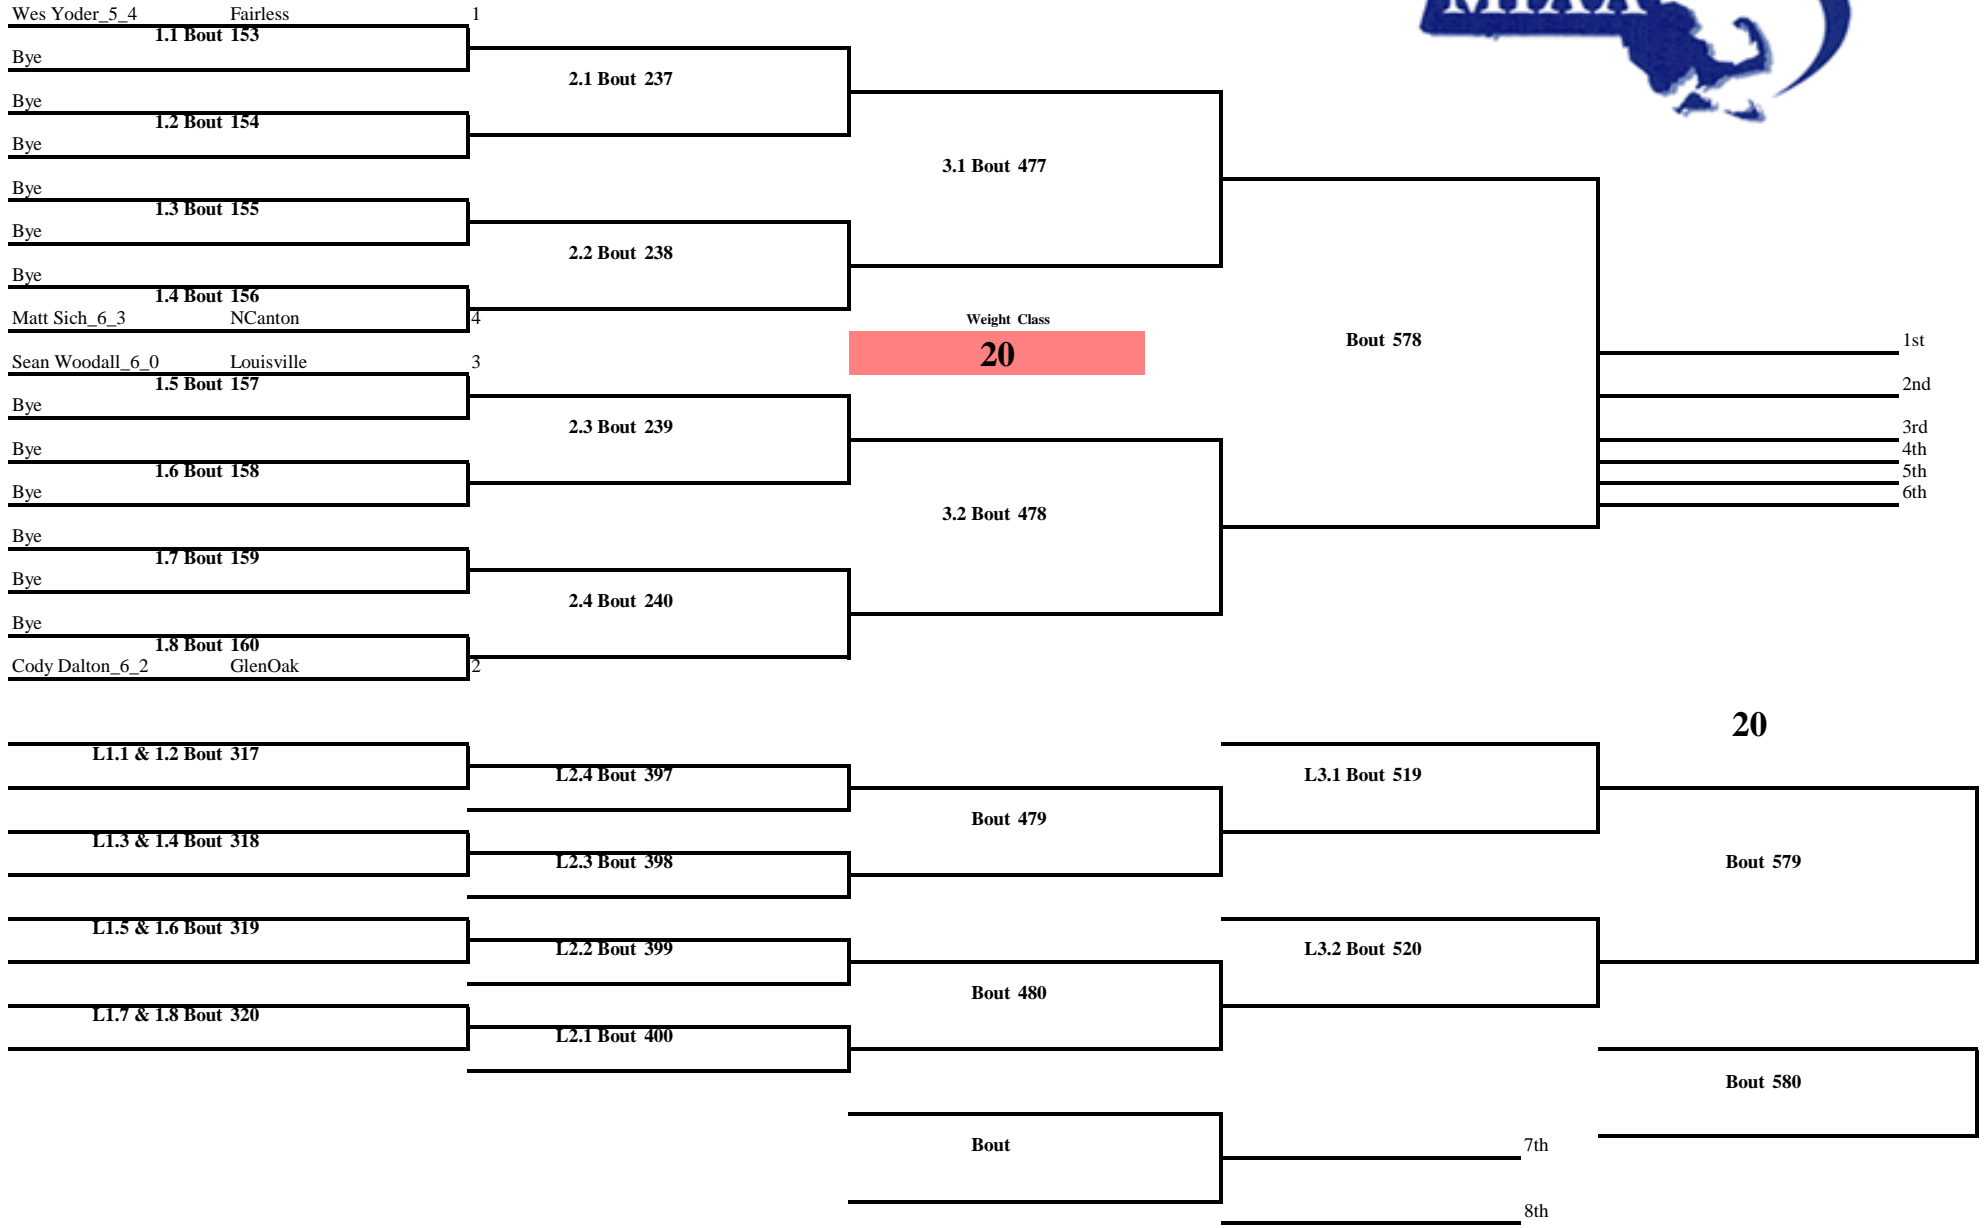 MIAA
Wes Yoder_5_4 Fairless 1
1.1 Bout 153
Bye
2.1 Bout 237
Bye
1.2 Bout 154
Bye
3.1 Bout 477
Bye
1.3 Bout 155
Bye
2.2 Bout 238
Bye
1.4 Bout 156
Matt Sich_6_3 NCanton 4
Weight Class
20
Bout 578
1st
Sean Woodall_6_0 Louisville 3
1.5 Bout 157
2nd
Bye
2.3 Bout 239
3rd
Bye
4th
1.6 Bout 158
5th
Bye
6th
3.2 Bout 478
Bye
1.7 Bout 159
Bye
2.4 Bout 240
Bye
1.8 Bout 160
Cody Dalton_6_2 GlenOak 2
20
L1.1 & 1.2 Bout 317
L2.4 Bout 397
L3.1 Bout 519
Bout 479
L1.3 & 1.4 Bout 318
L2.3 Bout 398
Bout 579
L1.5 & 1.6 Bout 319
L2.2 Bout 399
L3.2 Bout 520
Bout 480
L1.7 & 1.8 Bout 320
L2.1 Bout 400
Bout 580
Bout
7th
8th